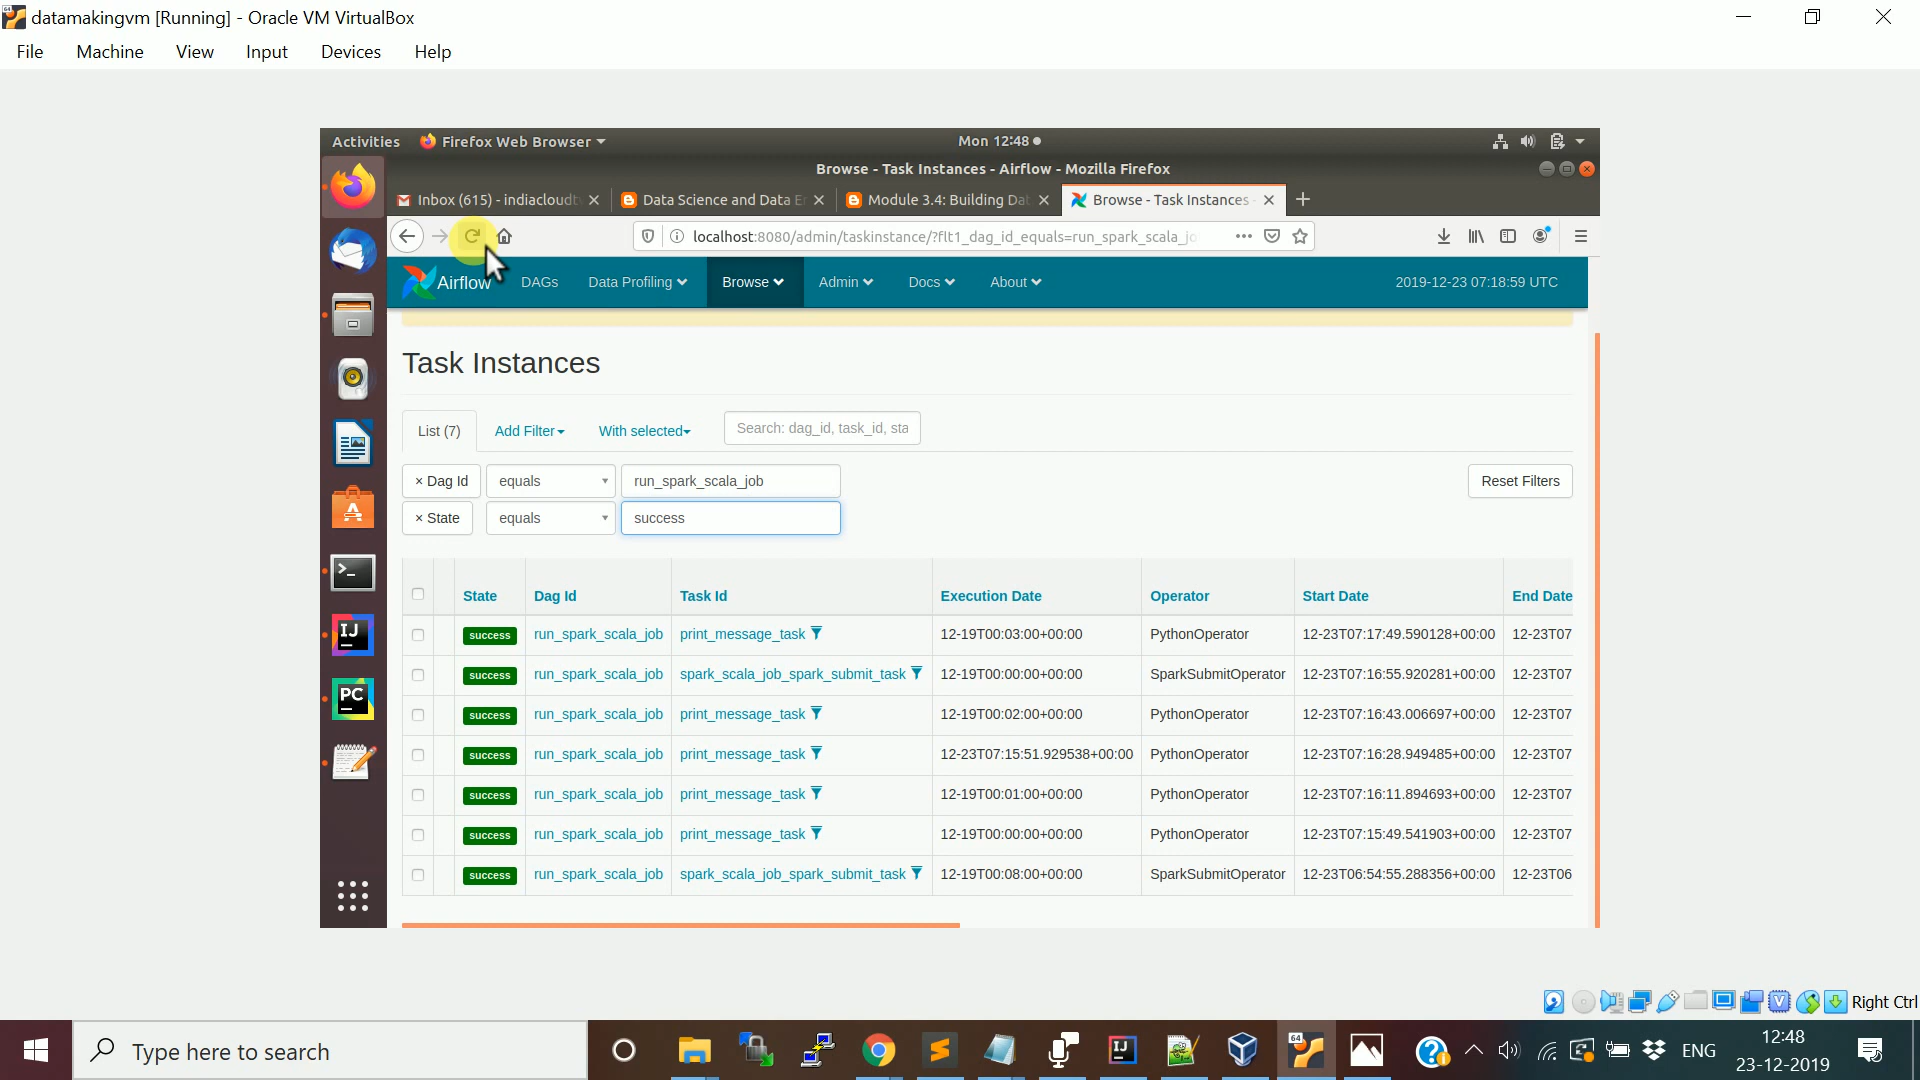 datamakingvm [Running] - Oracle VM VirtualBox
File Machine View Input Devices Help
Activities Firefox Web Browser Mon 12:48
Browse - Task Instances - Airflow - Mozilla Firefox
Inbox (615) - indiacloudt Data Science and Data E Module 3.4: Building Dat Browse - Task Instances
localhost:8080/admin/taskinstance/?flt1_dag_id_equals=run_spark_scala_jo
Airflow DAGs Data Profiling Browse Admin Docs About 2019-12-23 07:18:59 UTC
Task Instances
List (7) Add Filter With selected Search: dag_id, task_id, sta
× Dag Id equals run_spark_scala_job Reset Filters
× State equals success
State Dag Id Task Id Execution Date Operator Start Date End Date
success run_spark_scala_job print_message_task 12-19T00:03:00+00:00 PythonOperator 12-23T07:17:49.590128+00:00 12-23T07
success run_spark_scala_job spark_scala_job_spark_submit_task 12-19T00:00:00+00:00 SparkSubmitOperator 12-23T07:16:55.920281+00:00 12-23T07
success run_spark_scala_job print_message_task 12-19T00:02:00+00:00 PythonOperator 12-23T07:16:43.006697+00:00 12-23T07
success run_spark_scala_job print_message_task 12-23T07:15:51.929538+00:00 PythonOperator 12-23T07:16:28.949485+00:00 12-23T07
success run_spark_scala_job print_message_task 12-19T00:01:00+00:00 PythonOperator 12-23T07:16:11.894693+00:00 12-23T07
success run_spark_scala_job print_message_task 12-19T00:00:00+00:00 PythonOperator 12-23T07:15:49.541903+00:00 12-23T07
success run_spark_scala_job spark_scala_job_spark_submit_task 12-19T00:08:00+00:00 SparkSubmitOperator 12-23T06:54:55.288356+00:00 12-23T06
Right Ctrl
Type here to search
ENG
12:48
23-12-2019